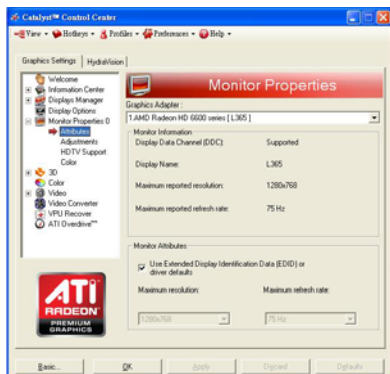 Catalyst™ Control Center
View Hotkeys Profiles Preferences Help
Graphics Settings HydraVision
Welcome
Information Center
Displays Manager
Display Options
Monitor Properties 0
Attributes
Adjustments
HDTV Support
Color
3D
Color
Video
Video Converter
VPU Recover
ATI Overdrive™
ATI
RADEON
PREMIUM
GRAPHICS
Monitor Properties
Graphics Adapter :
1.AMD Radeon HD 6600 series [ L365 ]
Monitor Information
Display Data Channel (DDC): Supported
Display Name: L365
Maximum reported resolution: 1280x768
Maximum reported refresh rate: 75 Hz
Monitor Attributes
Use Extended Display Identification Data (EDID) or
driver defaults
Maximum resolution: Maximum refresh rate:
1280x768 75 Hz
Basic... OK Apply Discard Defaults